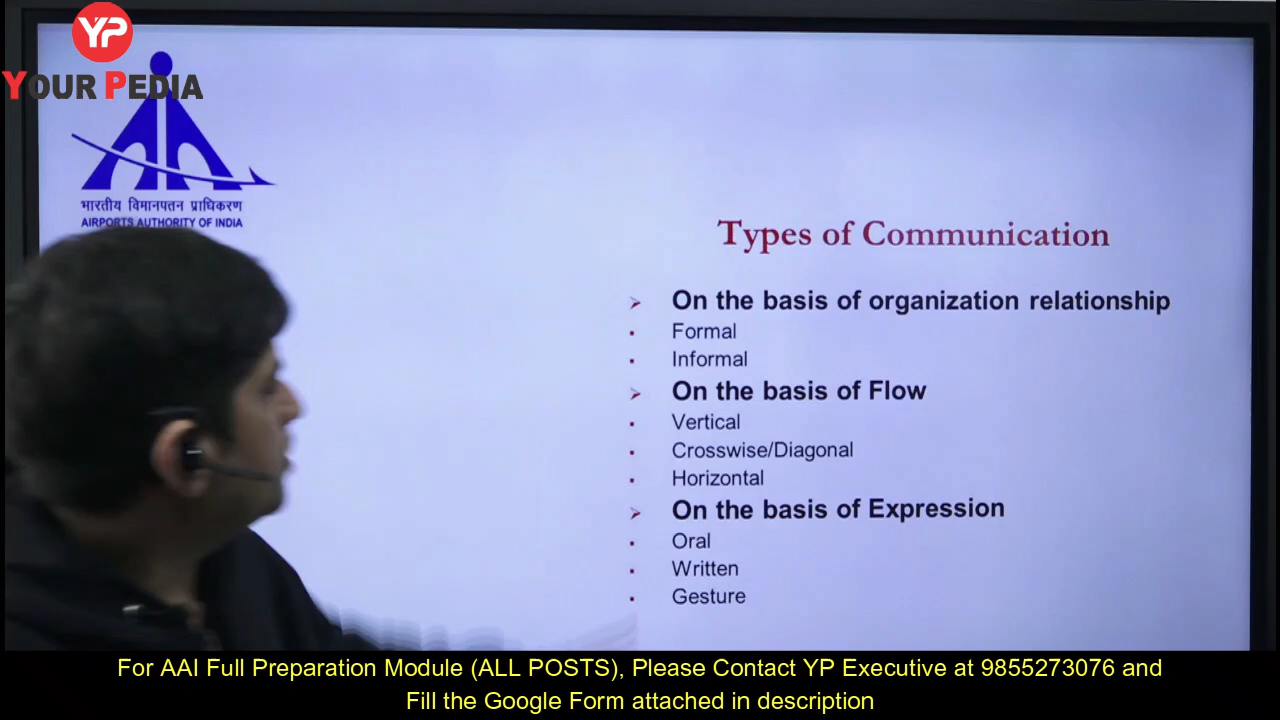 YP
YOUR PEDIA
भारतीय विमानपत्तन प्राधिकरण
AIRPORTS AUTHORITY OF INDIA
Types of Communication
➢ On the basis of organization relationship
▪ Formal
▪ Informal
➢ On the basis of Flow
▪ Vertical
▪ Crosswise/Diagonal
▪ Horizontal
➢ On the basis of Expression
▪ Oral
▪ Written
▪ Gesture
For AAI Full Preparation Module (ALL POSTS), Please Contact YP Executive at 9855273076 and
Fill the Google Form attached in description